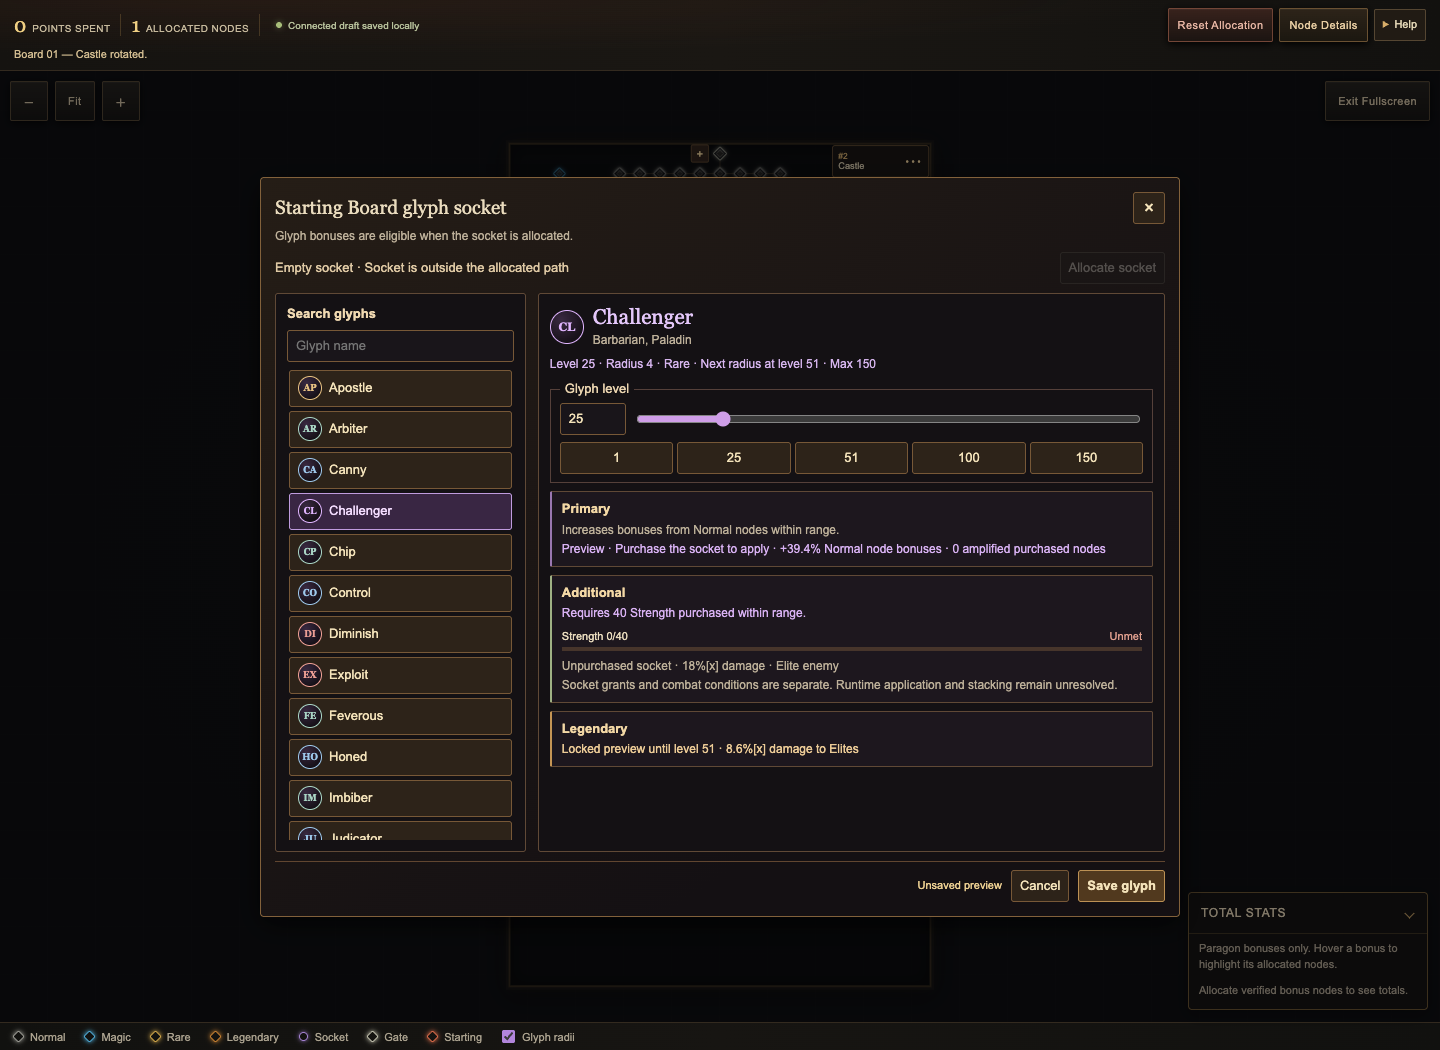 0 POINTS SPENT
1 ALLOCATED NODES
Connected draft saved locally
Reset Allocation
Node Details
Help
Board 01 — Castle rotated.
−
Fit
+
Exit Fullscreen
+
#2
Castle
...
Starting Board glyph socket
×
Glyph bonuses are eligible when the socket is allocated.
Empty socket · Socket is outside the allocated path
Allocate socket
Search glyphs
Glyph name
AP Apostle
AR Arbiter
CA Canny
CL Challenger
CP Chip
CO Control
DI Diminish
EX Exploit
FE Feverous
HO Honed
IM Imbiber
JU Judicator
CL Challenger
Barbarian, Paladin
Level 25 · Radius 4 · Rare · Next radius at level 51 · Max 150
Glyph level
25
1
25
51
100
150
Primary
Increases bonuses from Normal nodes within range.
Preview · Purchase the socket to apply · +39.4% Normal node bonuses · 0 amplified purchased nodes
Additional
Requires 40 Strength purchased within range.
Strength 0/40
Unmet
Unpurchased socket · 18%[x] damage · Elite enemy
Socket grants and combat conditions are separate. Runtime application and stacking remain unresolved.
Legendary
Locked preview until level 51 · 8.6%[x] damage to Elites
Unsaved preview
Cancel
Save glyph
TOTAL STATS
Paragon bonuses only. Hover a bonus to
highlight its allocated nodes.
Allocate verified bonus nodes to see totals.
Normal
Magic
Rare
Legendary
Socket
Gate
Starting
Glyph radii